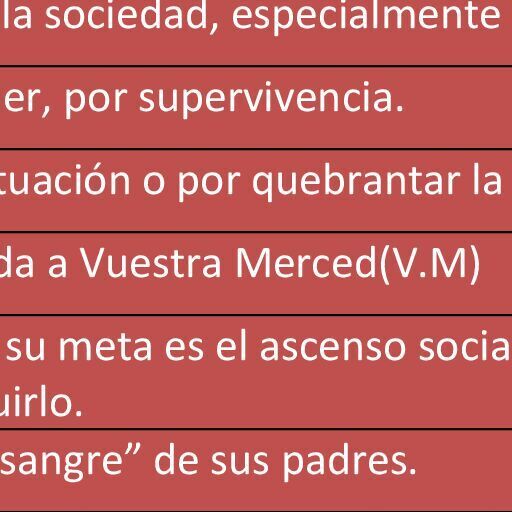 la sociedad, especialmente
er, por supervivencia.
tuación o por quebrantar la
da a Vuestra Merced(V.M)
su meta es el ascenso socia
uirlo.
sangre” de sus padres.